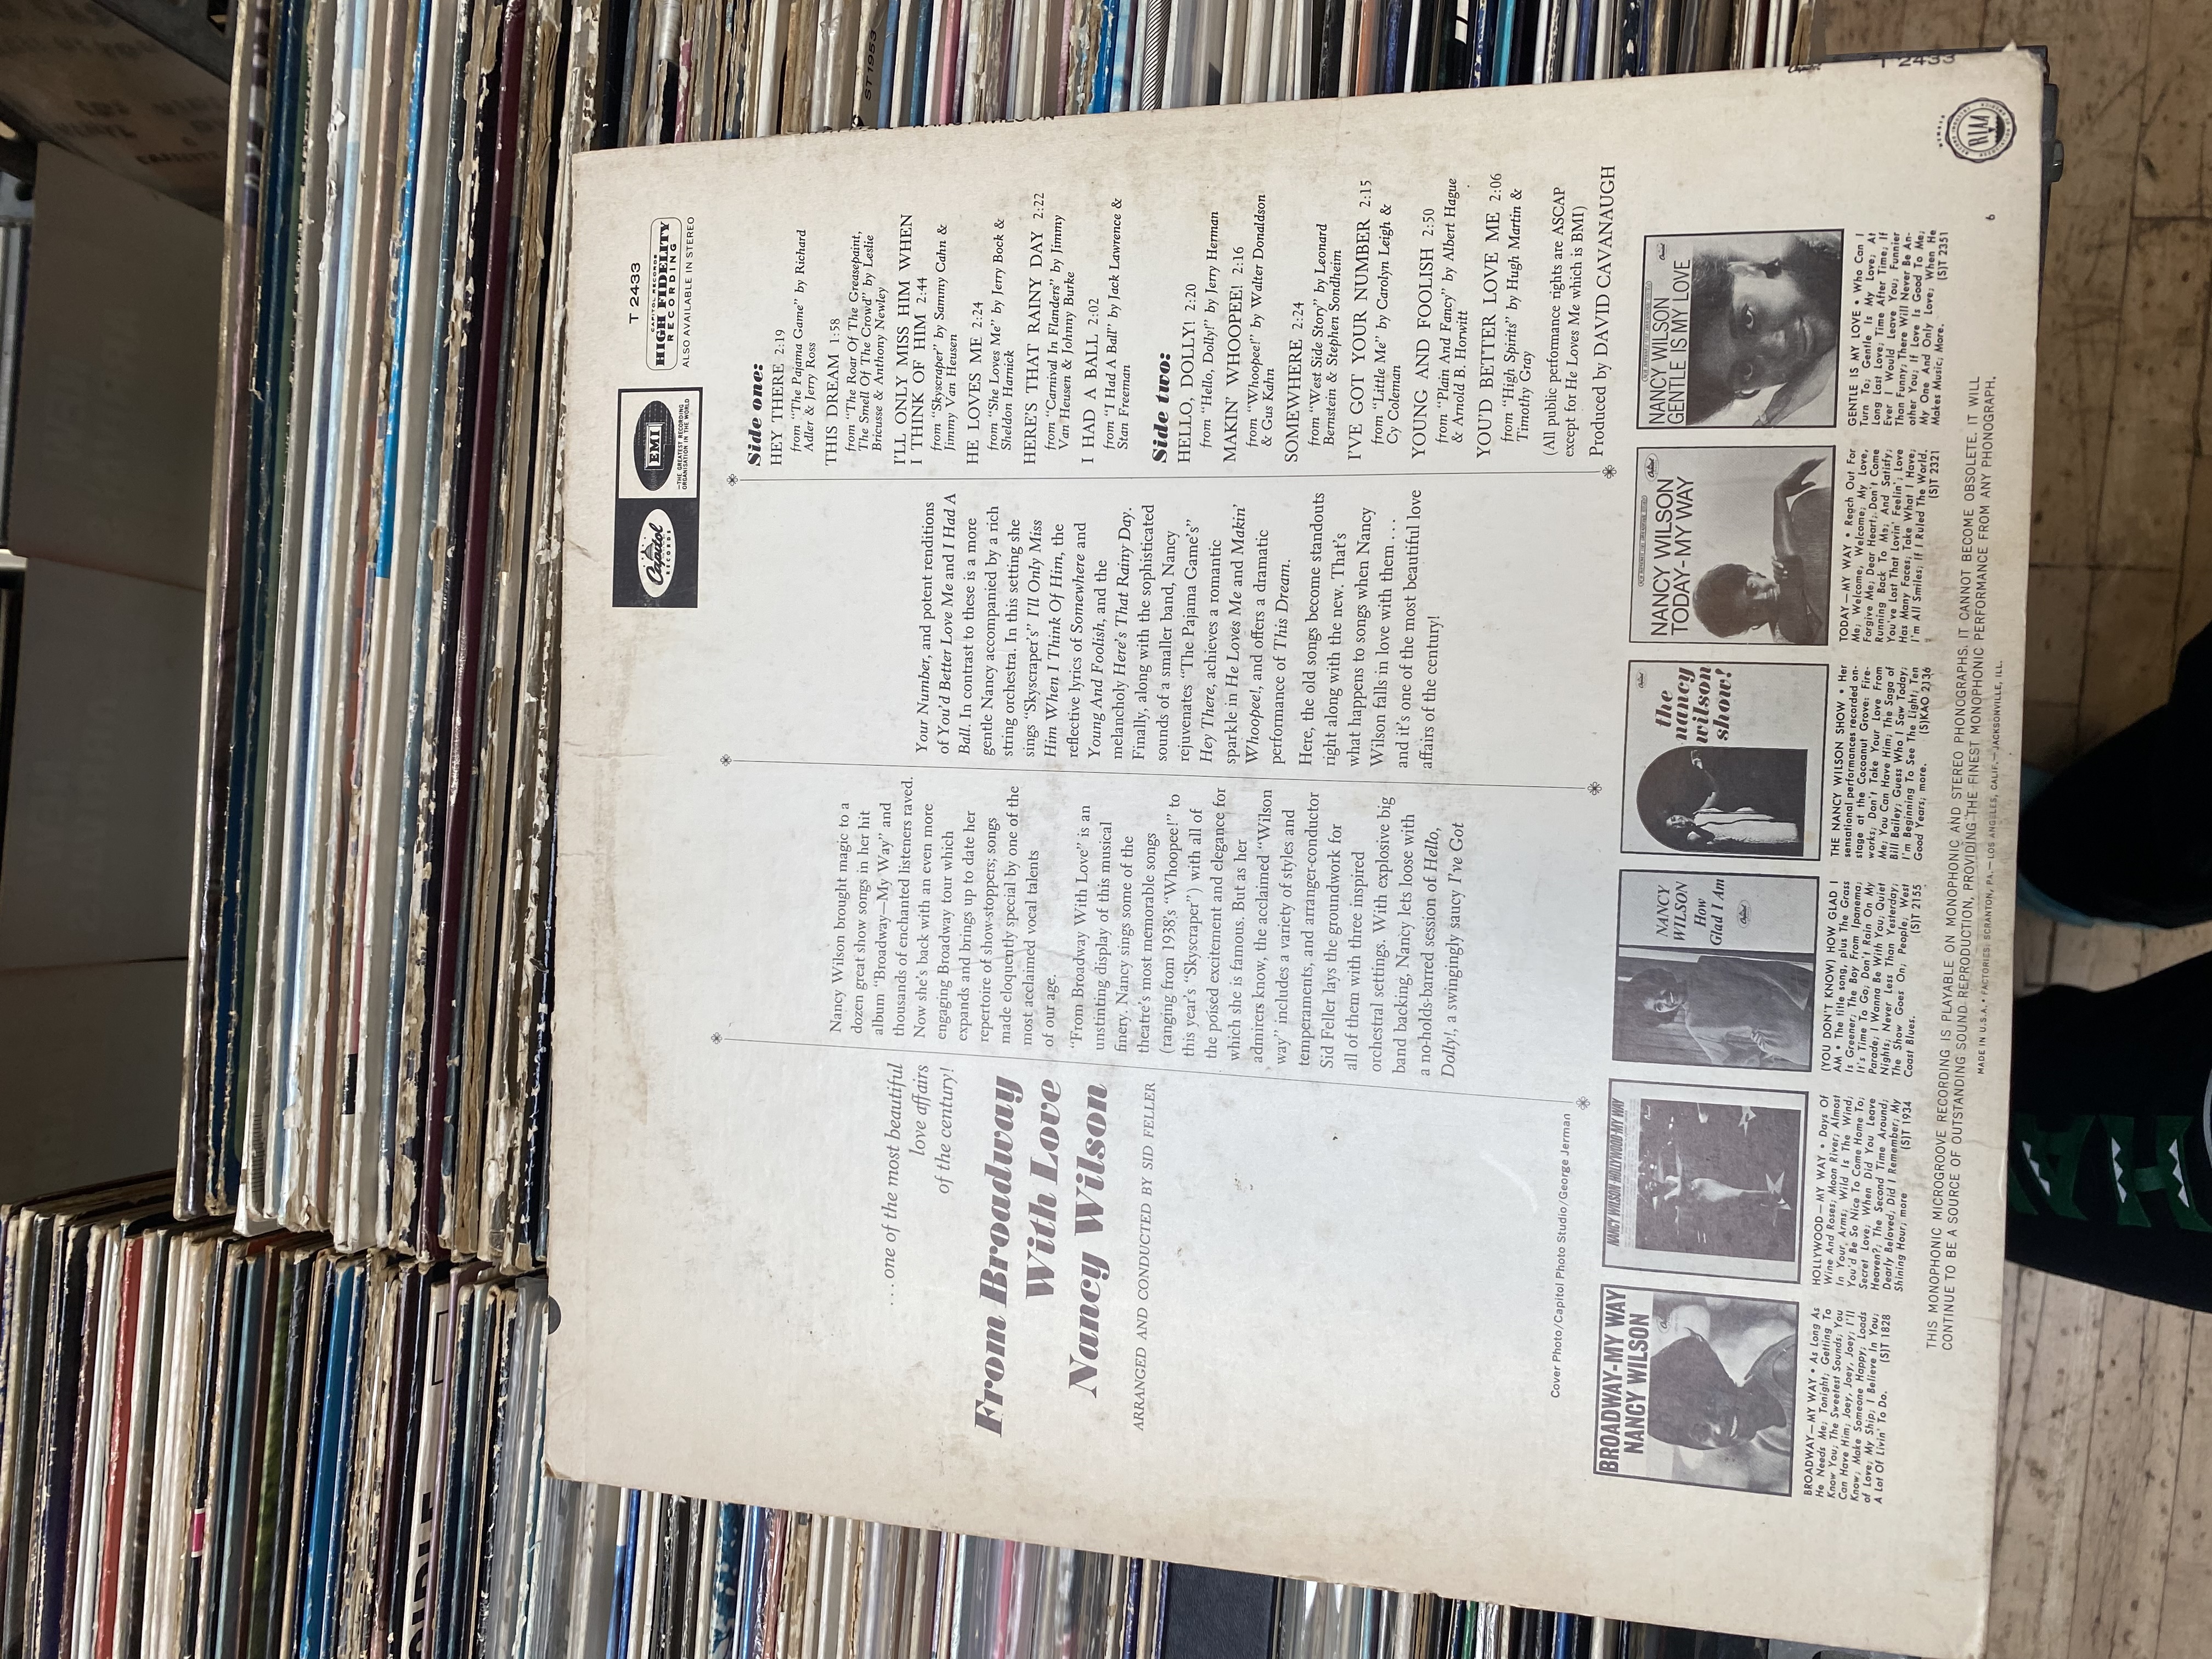 Capitol
RECORDS
EMI
—THE GREATEST RECORDING
ORGANISATION IN THE WORLD
T 2433
CAPITOL RECORDS
HIGH FIDELITY
RECORDING
ALSO AVAILABLE IN STEREO
...one of the most beautiful
love affairs
of the century!
From Broadway
With Love
Nancy Wilson
ARRANGED AND CONDUCTED BY SID FELLER
Cover Photo/Capitol Photo Studio/George Jerman
Nancy Wilson brought magic to a
dozen great show songs in her hit
album “Broadway—My Way” and
thousands of enchanted listeners raved.
Now she’s back with an even more
engaging Broadway tour which
expands and brings up to date her
repertoire of show-stoppers; songs
made eloquently special by one of the
most acclaimed vocal talents
of our age.
“From Broadway With Love” is an
unstinting display of this musical
finery. Nancy sings some of the
theatre’s most memorable songs
(ranging from 1938’s “Whoopee!” to
this year’s “Skyscraper”) with all of
the poised excitement and elegance for
which she is famous. But as her
admirers know, the acclaimed “Wilson
way” includes a variety of styles and
temperaments, and arranger-conductor
Sid Feller lays the groundwork for
all of them with three inspired
orchestral settings. With explosive big
band backing, Nancy lets loose with
a no-holds-barred session of Hello,
Dolly!, a swingingly saucy I’ve Got
Your Number, and potent renditions
of You’d Better Love Me and I Had A
Ball. In contrast to these is a more
gentle Nancy accompanied by a rich
string orchestra. In this setting she
sings “Skyscraper’s” I’ll Only Miss
Him When I Think Of Him, the
reflective lyrics of Somewhere and
Young And Foolish, and the
melancholy Here’s That Rainy Day.
Finally, along with the sophisticated
sounds of a smaller band, Nancy
rejuvenates “The Pajama Game’s”
Hey There, achieves a romantic
sparkle in He Loves Me and Makin’
Whoopee!, and offers a dramatic
performance of This Dream.
Here, the old songs become standouts
right along with the new. That’s
what happens to songs when Nancy
Wilson falls in love with them . . .
and it’s one of the most beautiful love
affairs of the century!
Side one:
HEY THERE 2:19
from “The Pajama Game” by Richard
Adler & Jerry Ross
THIS DREAM 1:58
from “The Roar Of The Greasepaint,
The Smell Of The Crowd” by Leslie
Bricusse & Anthony Newley
I’LL ONLY MISS HIM WHEN
I THINK OF HIM 2:44
from “Skyscraper” by Sammy Cahn &
Jimmy Van Heusen
HE LOVES ME 2:24
from “She Loves Me” by Jerry Bock &
Sheldon Harnick
HERE’S THAT RAINY DAY 2:22
from “Carnival In Flanders” by Jimmy
Van Heusen & Johnny Burke
I HAD A BALL 2:02
from “I Had A Ball” by Jack Lawrence &
Stan Freeman
Side two:
HELLO, DOLLY! 2:20
from “Hello, Dolly!” by Jerry Herman
MAKIN’ WHOOPEE! 2:16
from “Whoopee!” by Walter Donaldson
& Gus Kahn
SOMEWHERE 2:24
from “West Side Story” by Leonard
Bernstein & Stephen Sondheim
I’VE GOT YOUR NUMBER 2:15
from “Little Me” by Carolyn Leigh &
Cy Coleman
YOUNG AND FOOLISH 2:50
from “Plain And Fancy” by Albert Hague
& Arnold B. Horwitt
YOU’D BETTER LOVE ME 2:06
from “High Spirits” by Hugh Martin &
Timothy Gray
(All public performance rights are ASCAP
except for He Loves Me which is BMI)
Produced by DAVID CAVANAUGH
BROADWAY-MY WAY
NANCY WILSON
BROADWAY—MY WAY • As Long As
He Needs Me; Tonight; Getting To
Know You; The Sweetest Sounds; You
Can Have Him; Joey, Joey, Joey; I’ll
Know; Make Someone Happy; Loads
of Love; My Ship; I Believe In You;
A Lot Of Livin’ To Do. (S)T 1828
NANCY WILSON-HOLLYWOOD-MY WAY
HOLLYWOOD—MY WAY • Days Of
Wine And Roses; Moon River; Almost
In Your Arms; Wild Is The Wind;
You’d Be So Nice To Come Home To;
Secret Love; When Did You Leave
Heaven?; The Second Time Around;
Dearly Beloved; Did I Remember; My
Shining Hour; more (S)T 1934
NANCY
WILSON
How
Glad I Am
Capitol
(YOU DON’T KNOW) HOW GLAD I
AM • The title song, plus The Grass
Is Greener; The Boy From Ipanema;
It’s Time To Go; Don’t Rain On My
Parade; I Wanna Be With You; Quiet
Nights; Never Less Than Yesterday;
The Show Goes On; People; West
Coast Blues. (S)T 2155
the
nancy
wilson
show!
THE NANCY WILSON SHOW • Her
sensational performances recorded on-
stage at the Cocoanut Grove: Fire-
works; Don’t Take Your Love From
Me; You Can Have Him; The Saga of
Bill Bailey; Guess Who I Saw Today;
I’m Beginning To See The Light; Ten
Good Years; more. (S)KAO 2136
NANCY WILSON
TODAY-MY WAY
TODAY—MY WAY • Reach Out For
Me; Welcome, Welcome; My Love,
Forgive Me; Dear Heart; Don’t Come
Running Back To Me; And Satisfy;
You’ve Lost That Lovin’ Feelin’; Love
Has Many Faces; Take What I Have;
I’m All Smiles; If I Ruled The World.
(S)T 2321
NANCY WILSON
GENTLE IS MY LOVE
GENTLE IS MY LOVE • Who Can I
Turn To; Gentle Is My Love; At
Long Last Love; Time After Time; If
Ever I Would Leave You; Funnier
Than Funny; There Will Never Be An-
other You; If Love Is Good To Me;
My One And Only Love; When He
Makes Music; More. (S)T 2351
THIS MONOPHONIC MICROGROOVE RECORDING IS PLAYABLE ON MONOPHONIC AND STEREO PHONOGRAPHS. IT CANNOT BECOME OBSOLETE. IT WILL
CONTINUE TO BE A SOURCE OF OUTSTANDING SOUND REPRODUCTION, PROVIDING THE FINEST MONOPHONIC PERFORMANCE FROM ANY PHONOGRAPH.
MADE IN U.S.A. • FACTORIES: SCRANTON, PA.—LOS ANGELES, CALIF.—JACKSONVILLE, ILL.
6
RIAA
T 2433
ST 1953